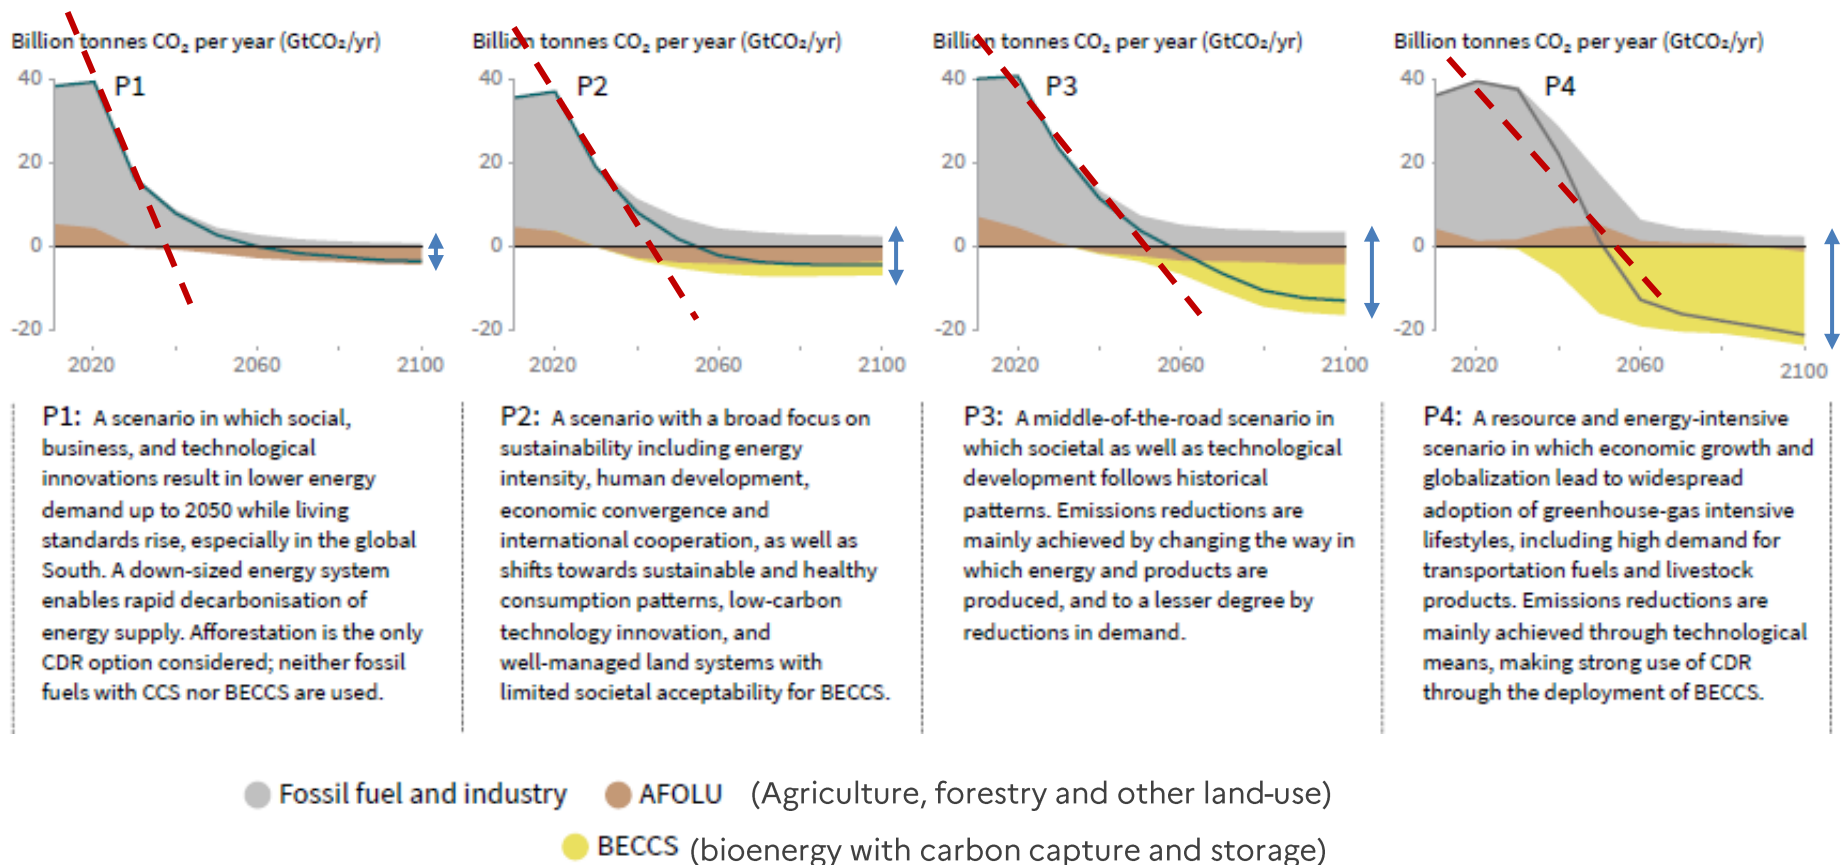 Billion tonnes CO₂ per year (GtCO₂/yr)
40
20
0
-20
P1
2020
2060
2100
Billion tonnes CO₂ per year (GtCO₂/yr)
40
20
0
-20
P2
2020
2060
2100
Billion tonnes CO₂ per year (GtCO₂/yr)
40
20
0
-20
P3
2020
2060
2100
Billion tonnes CO₂ per year (GtCO₂/yr)
40
20
0
-20
P4
2020
2060
2100
P1: A scenario in which social,
business, and technological
innovations result in lower energy
demand up to 2050 while living
standards rise, especially in the global
South. A down-sized energy system
enables rapid decarbonisation of
energy supply. Afforestation is the only
CDR option considered; neither fossil
fuels with CCS nor BECCS are used.
P2: A scenario with a broad focus on
sustainability including energy
intensity, human development,
economic convergence and
international cooperation, as well as
shifts towards sustainable and healthy
consumption patterns, low-carbon
technology innovation, and
well-managed land systems with
limited societal acceptability for BECCS.
P3: A middle-of-the-road scenario in
which societal as well as technological
development follows historical
patterns. Emissions reductions are
mainly achieved by changing the way in
which energy and products are
produced, and to a lesser degree by
reductions in demand.
P4: A resource and energy-intensive
scenario in which economic growth and
globalization lead to widespread
adoption of greenhouse-gas intensive
lifestyles, including high demand for
transportation fuels and livestock
products. Emissions reductions are
mainly achieved through technological
means, making strong use of CDR
through the deployment of BECCS.
Fossil fuel and industry AFOLU (Agriculture, forestry and other land-use)
BECCS (bioenergy with carbon capture and storage)